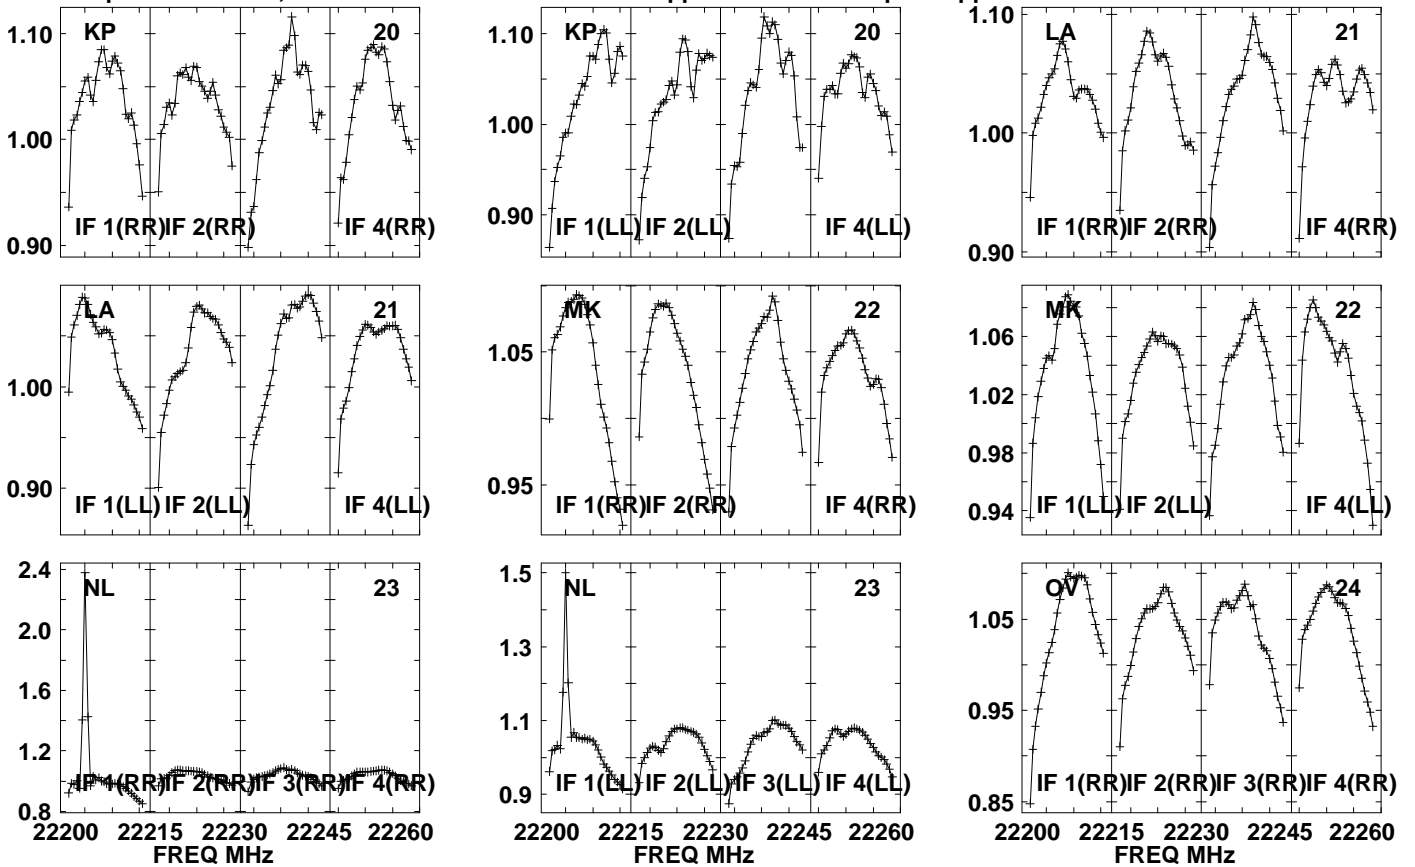 KP 20
1.10
1.00
0.90
IF 1(RR) IF 2(RR) IF 4(RR)
KP 20
1.10
1.00
0.90
IF 1(LL) IF 2(LL) IF 4(LL)
LA 21
1.10
1.00
0.90
IF 1(RR) IF 2(RR) IF 4(RR)
LA 21
1.00
0.90
IF 1(LL) IF 2(LL) IF 4(LL)
MK 22
1.05
0.95
IF 1(RR) IF 2(RR) IF 4(RR)
MK 22
1.06
1.02
0.98
0.94
IF 1(LL) IF 2(LL) IF 4(LL)
NL 23
2.4
2.0
1.6
1.2
0.8
IF 1(RR) IF 2(RR) IF 3(RR) IF 4(RR)
22200 22215 22230 22245 22260
FREQ MHz
NL 23
1.5
1.3
1.1
0.9
IF 1(LL) IF 2(LL) IF 3(LL) IF 4(LL)
22200 22215 22230 22245 22260
FREQ MHz
OV 24
1.05
0.95
0.85
IF 1(RR) IF 2(RR) IF 3(RR) IF 4(RR)
22200 22215 22230 22245 22260
FREQ MHz